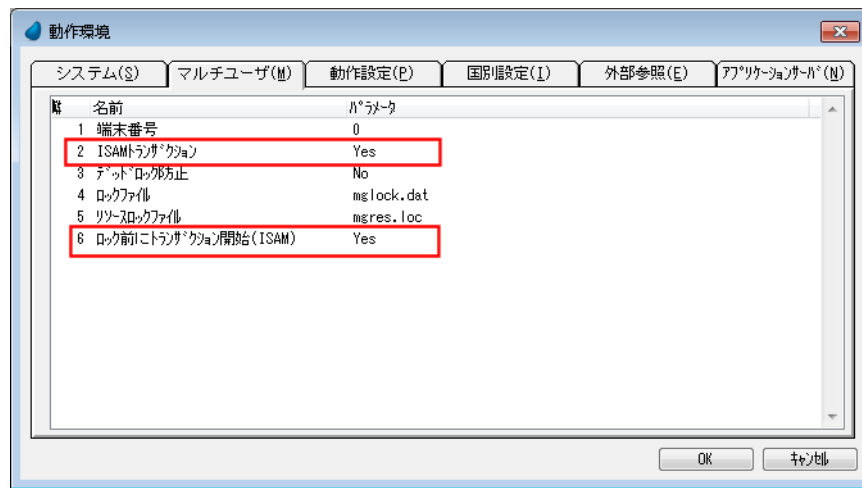 動作環境
システム(S) マルチユーザ(M) 動作設定(P) 国別設定(I) 外部参照(E) ｱﾌﾟﾘｹｰｼｮﾝｻｰﾊﾞ(N)
# 名前 ﾊﾟﾗﾒｰﾀ
1 端末番号 0
2 ISAMﾄﾗﾝｻﾞｸｼｮﾝ Yes
3 ﾃﾞｯﾄﾞﾛｯｸ防止 No
4 ﾛｯｸﾌｧｲﾙ mglock.dat
5 ﾘｿｰｽﾛｯｸﾌｧｲﾙ mgres.loc
6 ﾛｯｸ前にﾄﾗﾝｻﾞｸｼｮﾝ開始(ISAM) Yes
OK ｷｬﾝｾﾙ